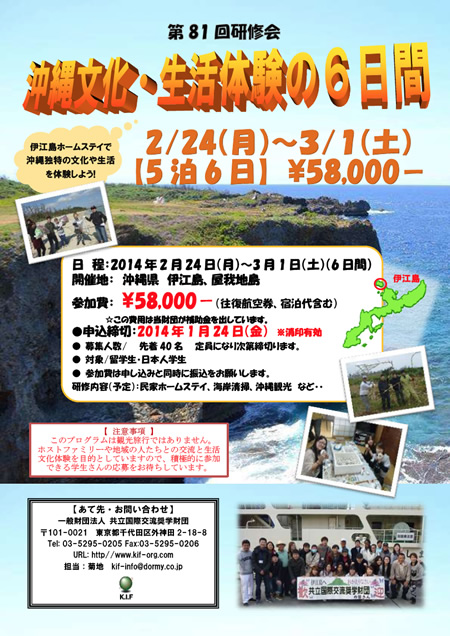 第81回研修会
沖縄文化・生活体験の6日間
伊江島ホームステイで
沖縄独特の文化や生活
を体験しよう!
2/24(月)~3/1(土)
【5泊6日】 ¥58,000-
日 程:2014年2月24日(月)~3月1日(土)(6日間)
開催地: 沖縄県 伊江島、屋我地島
伊江島
参加費: ¥58,000-(往復航空券、宿泊代含む)
☆この費用は当財団が補助金を出しています。
●申込締切:2014年1月24日(金) ※消印有効
● 募集人数/ 先着40名 定員になり次第締切ります。
● 対象/留学生・日本人学生
● 参加費は申し込みと同時に振込をお願いします。
研修内容(予定):民家ホームステイ、海岸清掃、沖縄観光 など・・
【 注意事項 】
このプログラムは観光旅行ではありません。
ホストファミリーや地域の人たちとの交流と生活
文化体験を目的としていますので、積極的に参加
できる学生さんの応募をお待ちしています。
【あて先・お問い合わせ】
一般財団法人 共立国際交流奨学財団
〒101-0021 東京都千代田区外神田2-18-8
Tel: 03-5295-0205 Fax:03-5295-0206
URL: http//www.kif-org.com
担当:菊地 kif-info@dormy.co.jp
K.I.F
共立国際交流奨学財団